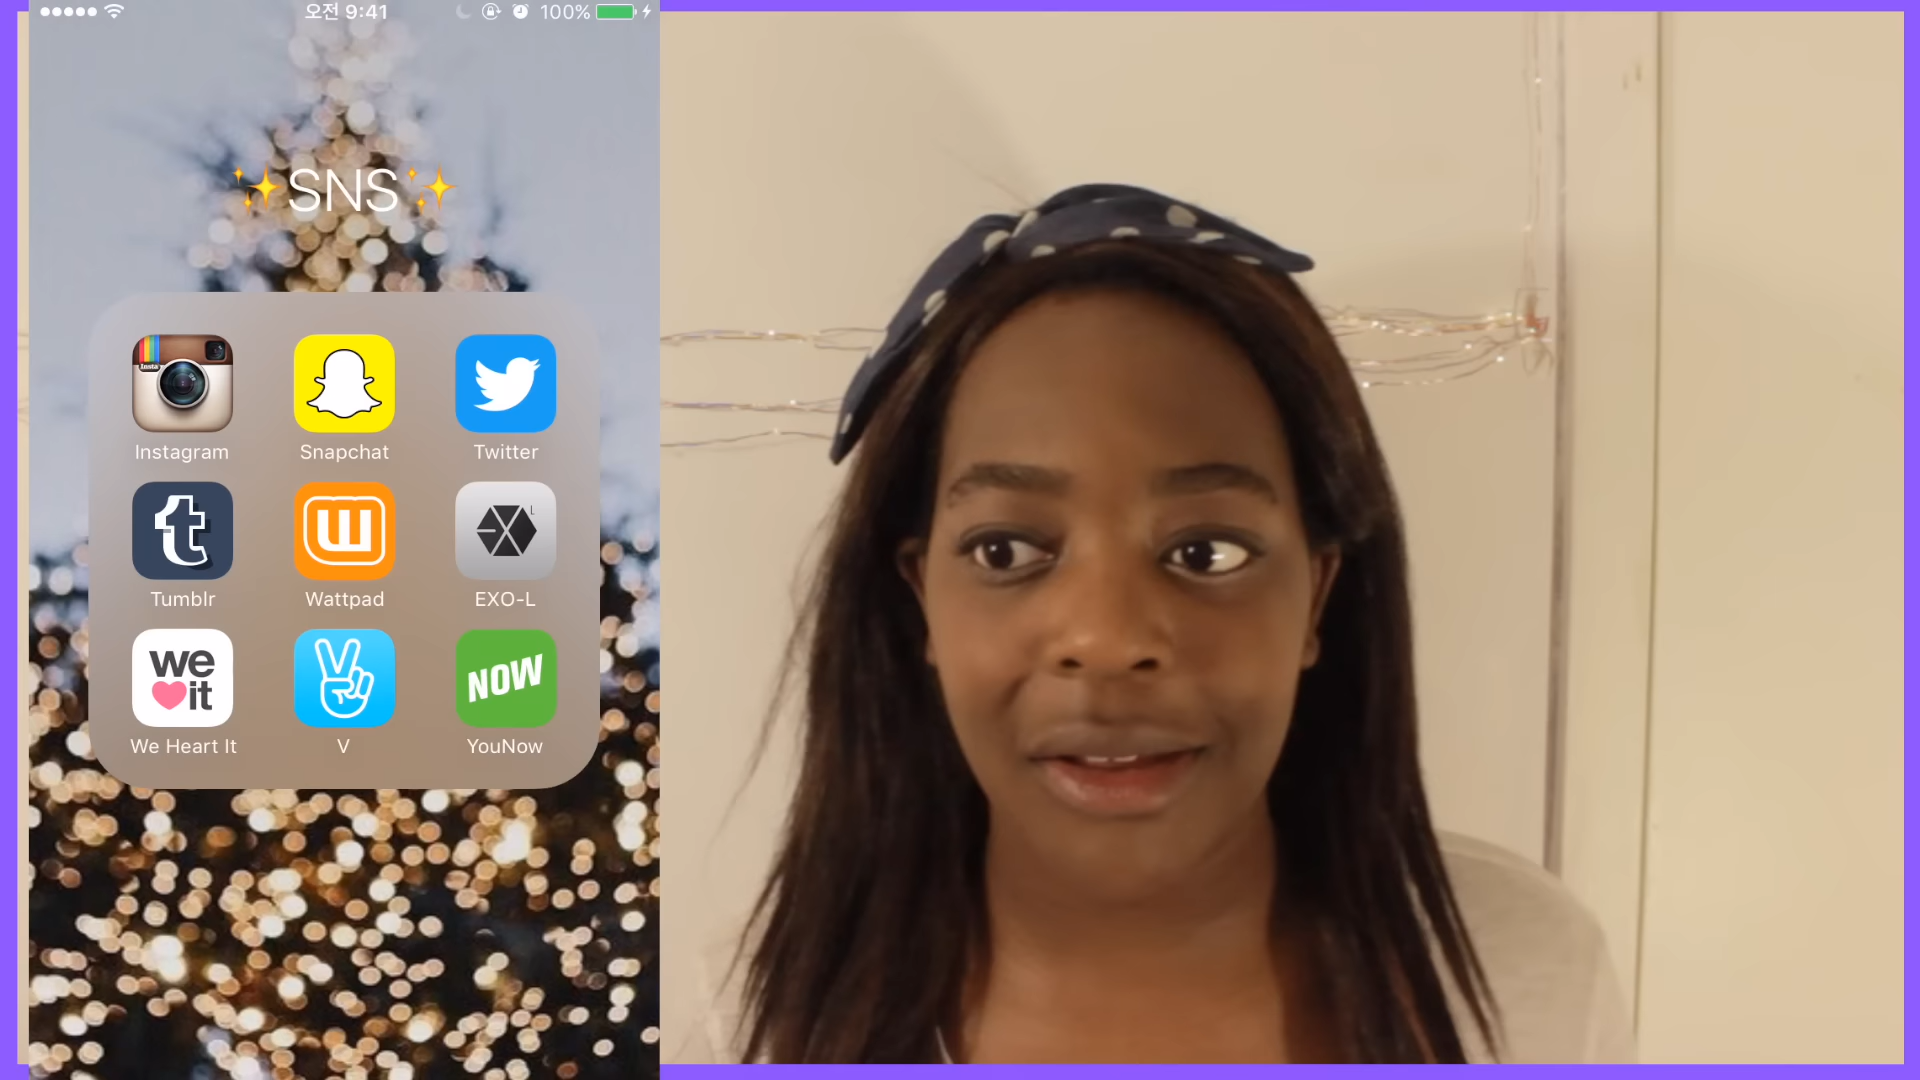 오전 9:41
100%
✨SNS✨
Insta
Instagram
Snapchat
Twitter
t
W
L
Tumblr
Wattpad
EXO-L
we
it
NOW
We Heart It
V
YouNow